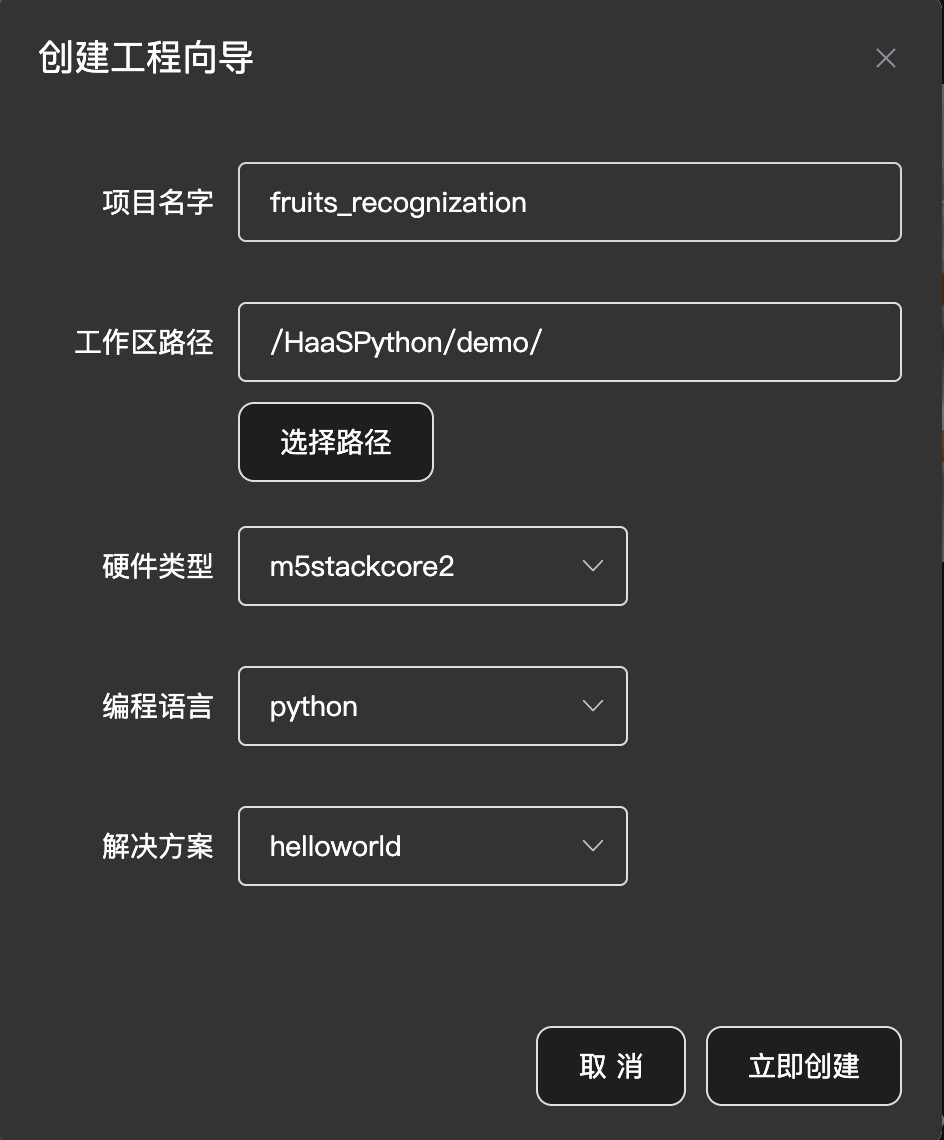 创建工程向导
项目名字 fruits_recognization
工作区路径 /HaaSPython/demo/
选择路径
硬件类型 m5stackcore2
编程语言 python
解决方案 helloworld
取 消 立即创建